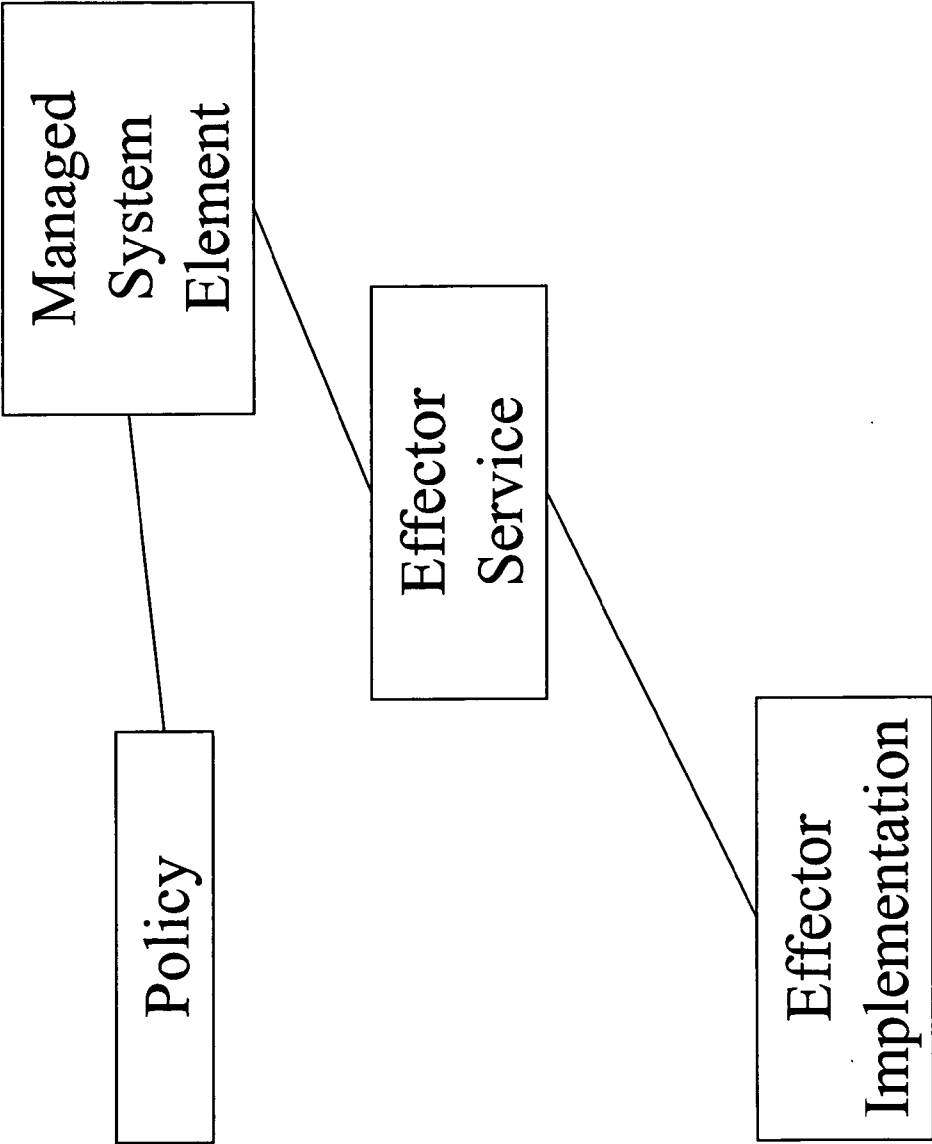 Policy
Managed
System
Element
Effector
Service
Effector
Implementation